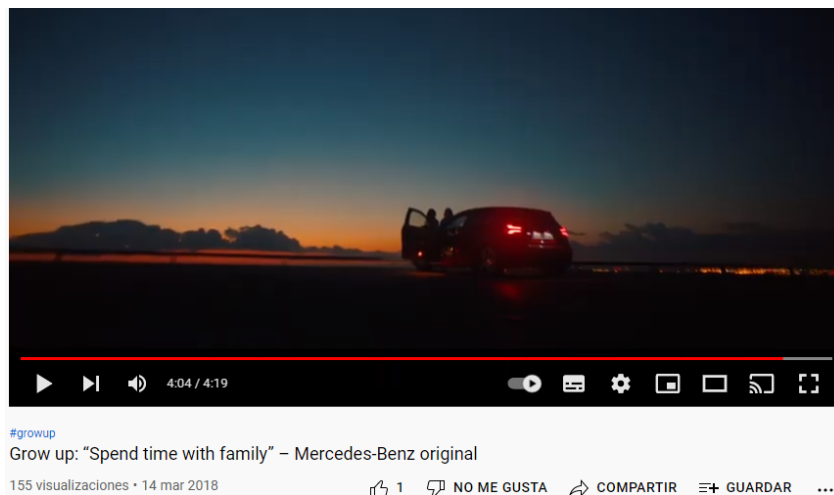 4:04 / 4:19
#growup
Grow up: “Spend time with family” – Mercedes-Benz original
155 visualizaciones • 14 mar 2018
1 NO ME GUSTA COMPARTIR GUARDAR